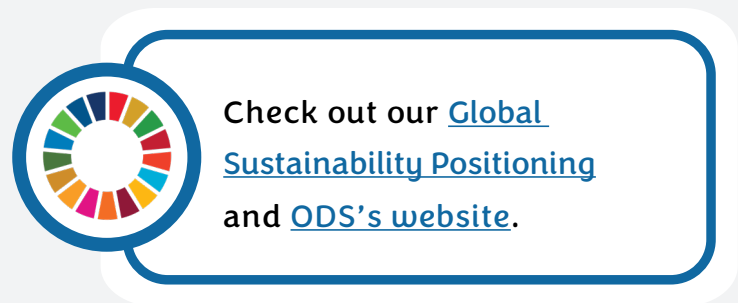 Check out our Global
Sustainability Positioning
and ODS’s website.